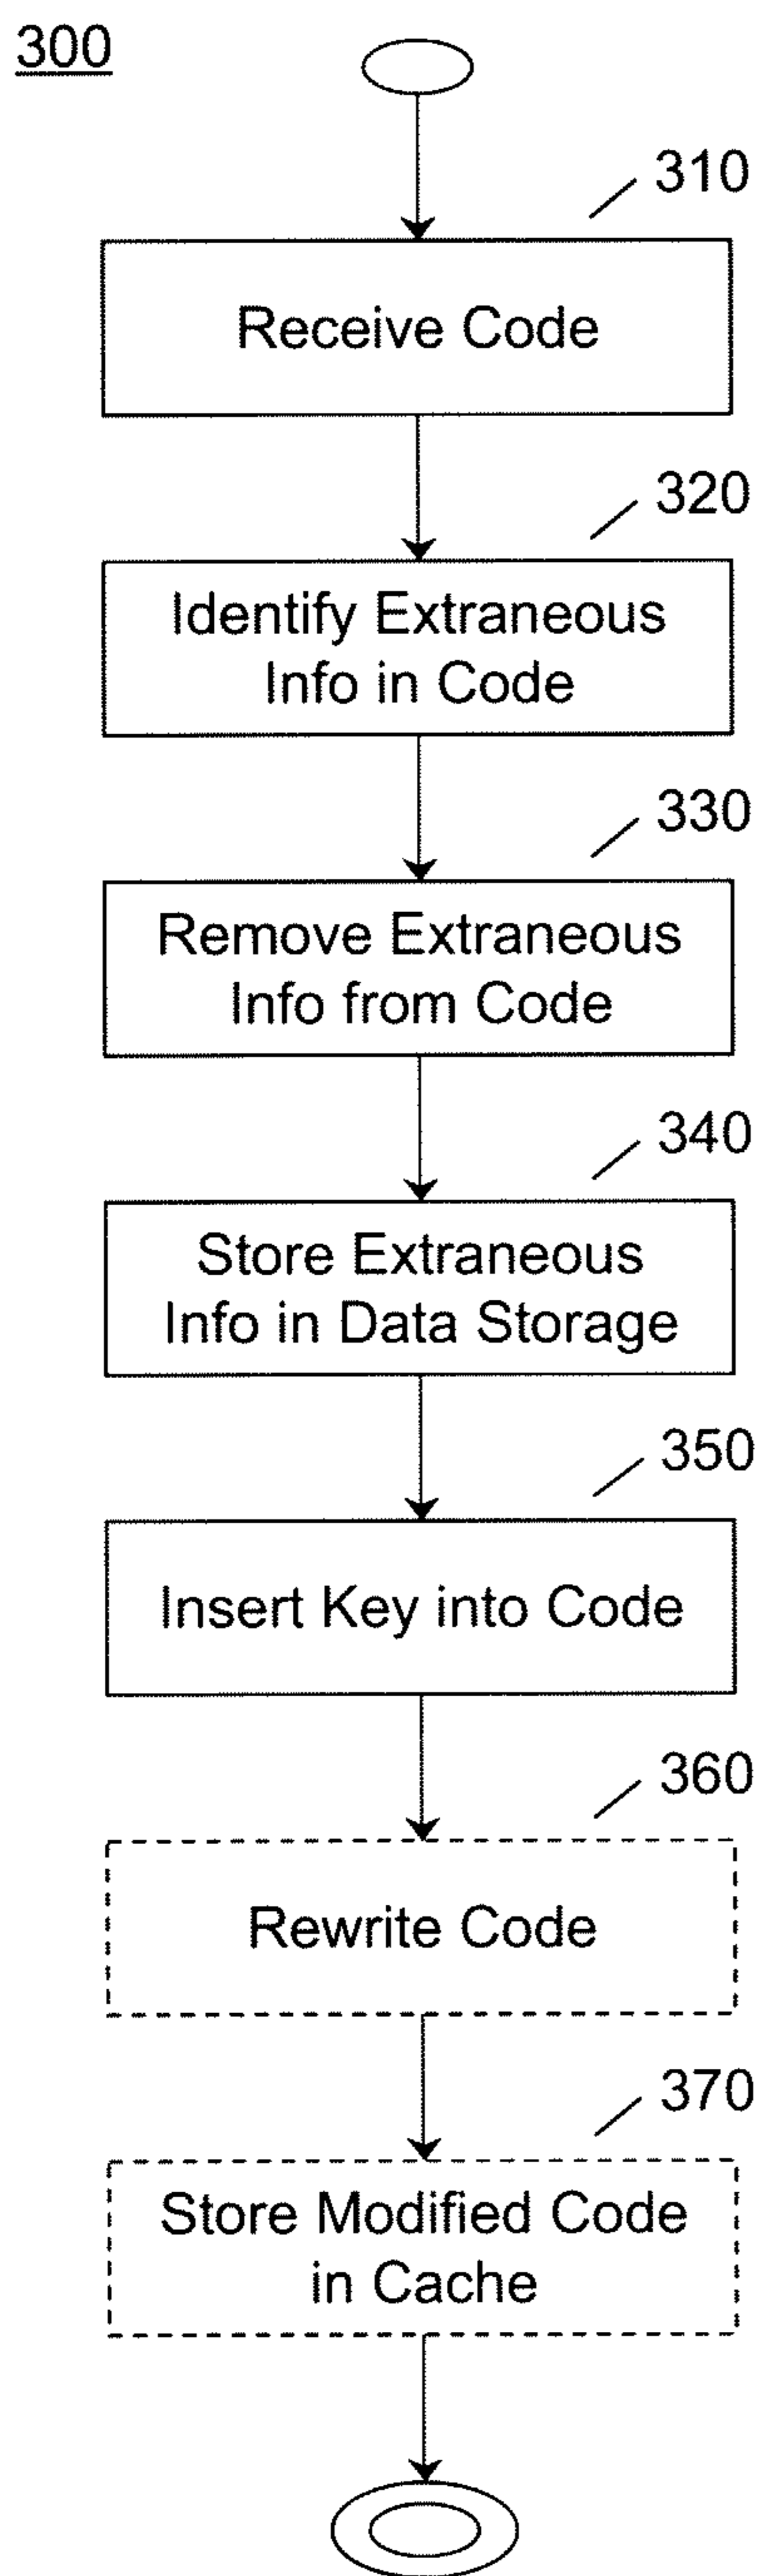 300
310
Receive Code
320
Identify Extraneous
Info in Code
330
Remove Extraneous
Info from Code
340
Store Extraneous
Info in Data Storage
350
Insert Key into Code
360
Rewrite Code
370
Store Modified Code
in Cache